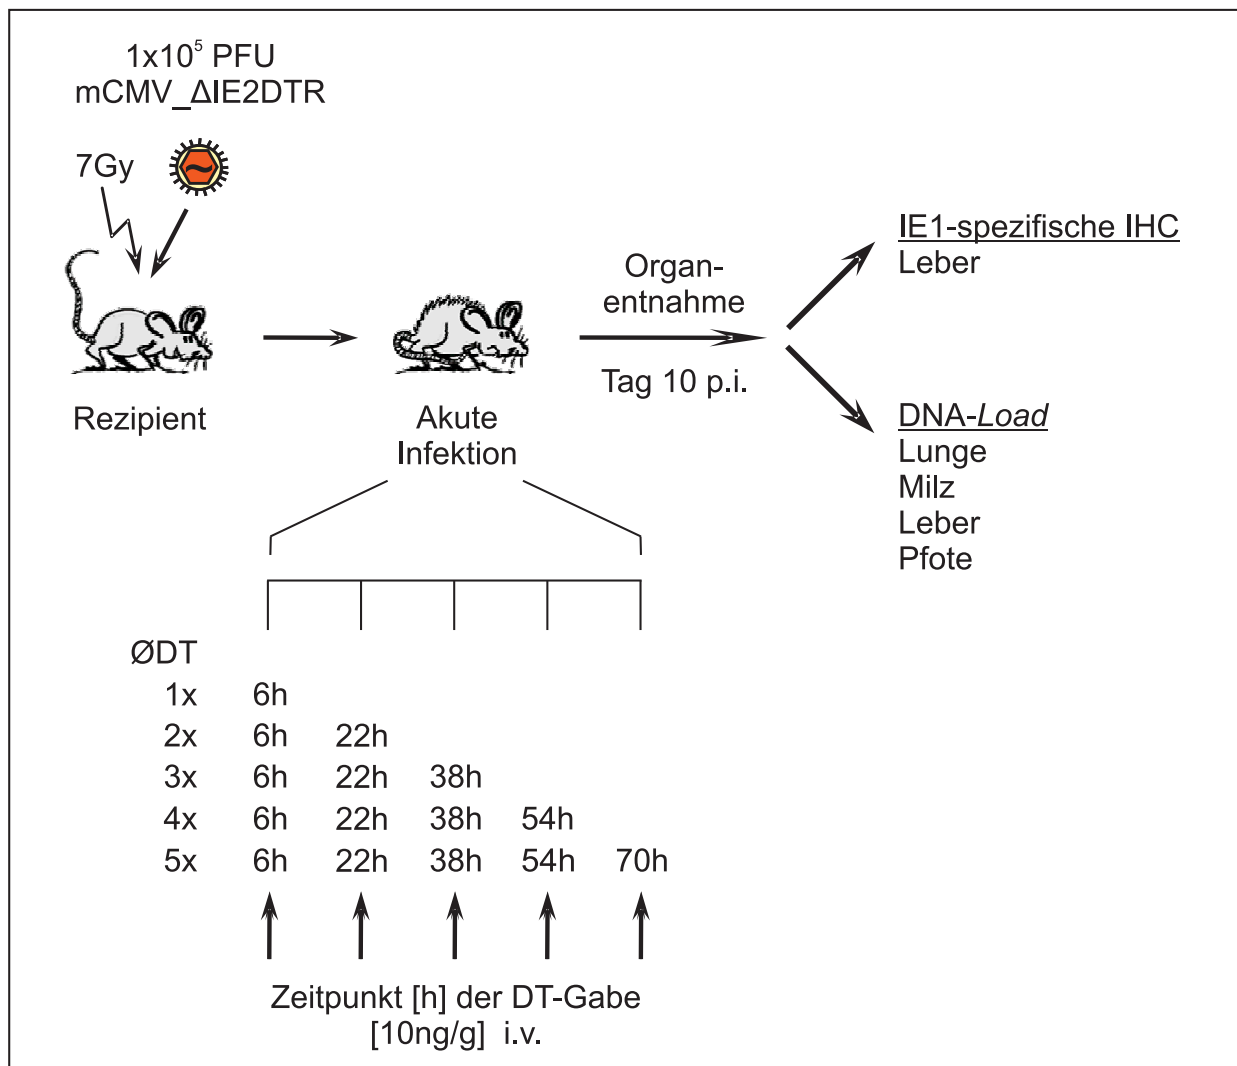 1x10⁵ PFU
mCMV_ΔIE2DTR
7Gy
Rezipient
Akute
Infektion
Organ-
entnahme
Tag 10 p.i.
IE1-spezifische IHC
Leber
DNA-Load
Lunge
Milz
Leber
Pfote
ØDT
1x 6h
2x 6h 22h
3x 6h 22h 38h
4x 6h 22h 38h 54h
5x 6h 22h 38h 54h 70h
Zeitpunkt [h] der DT-Gabe
[10ng/g] i.v.